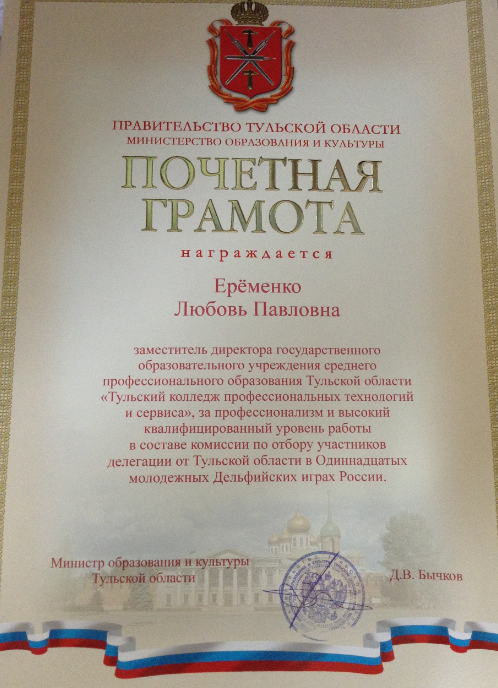 ПРАВИТЕЛЬСТВО ТУЛЬСКОЙ ОБЛАСТИ
МИНИСТЕРСТВО ОБРАЗОВАНИЯ И КУЛЬТУРЫ
ПОЧЕТНАЯ
ГРАМОТА
награждается
Ерёменко
Любовь Павловна
заместитель директора государственного
образовательного учреждения среднего
профессионального образования Тульской области
«Тульский колледж профессиональных технологий
и сервиса», за профессионализм и высокий
квалифицированный уровень работы
в составе комиссии по отбору участников
делегации от Тульской области в Одиннадцатых
молодежных Дельфийских играх России.
Министр образования и культуры
Тульской области
Д.В. Бычков